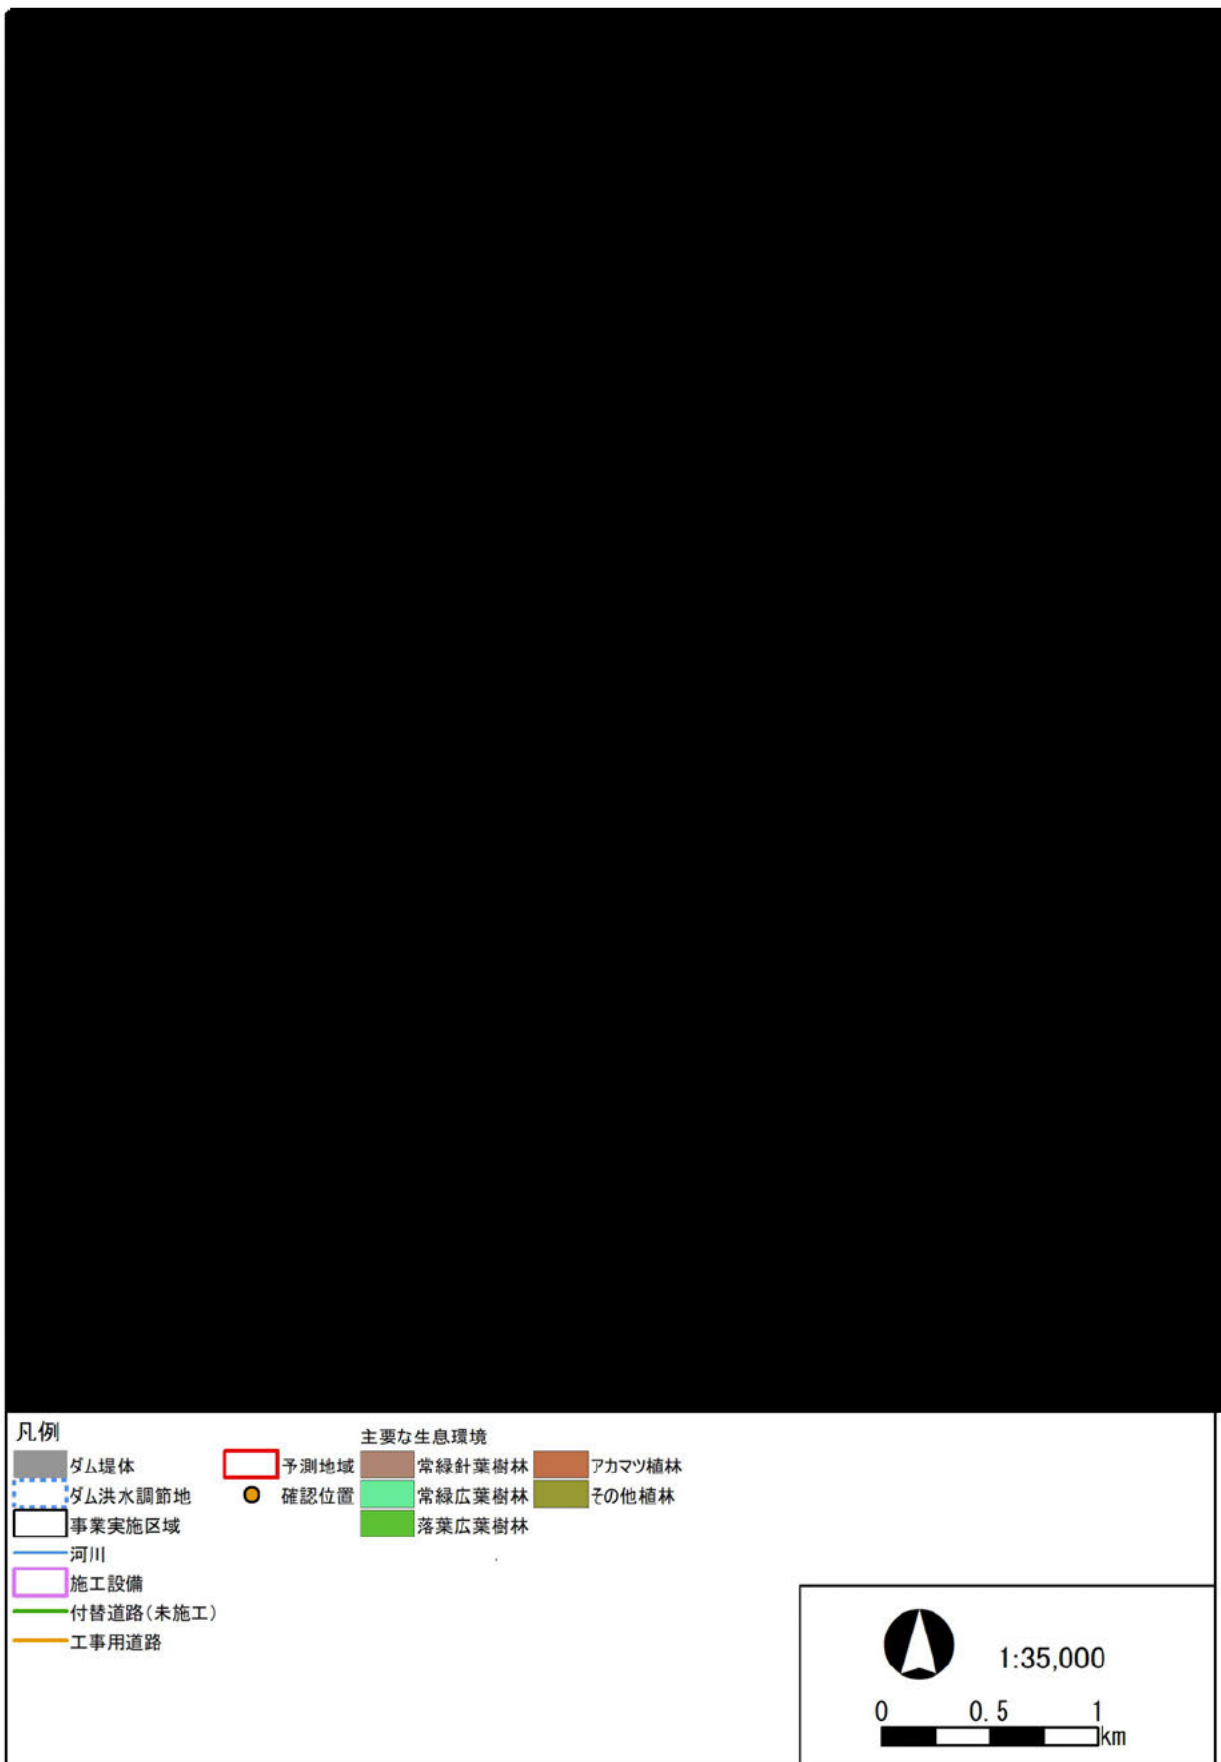 凡例
ダム堤体
ダム洪水調節地
事業実施区域
河川
施工設備
付替道路(未施工)
工事用道路
予測地域
確認位置
主要な生息環境
常緑針葉樹林
常緑広葉樹林
落葉広葉樹林
アカマツ植林
その他植林
1:35,000
0 0.5 1
km